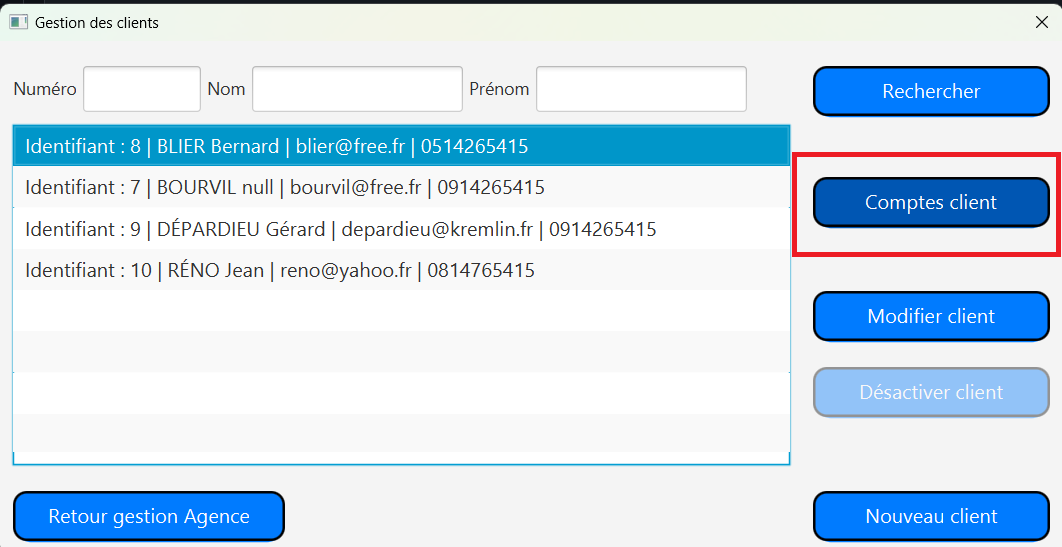 Gestion des clients
Numéro Nom Prénom Rechercher
Identifiant : 8 | BLIER Bernard | blier@free.fr | 0514265415
Identifiant : 7 | BOURVIL null | bourvil@free.fr | 0914265415
Comptes client
Identifiant : 9 | DÉPARDIEU Gérard | depardieu@kremlin.fr | 0914265415
Identifiant : 10 | RÉNO Jean | reno@yahoo.fr | 0814765415
Modifier client
Désactiver client
Retour gestion Agence Nouveau client